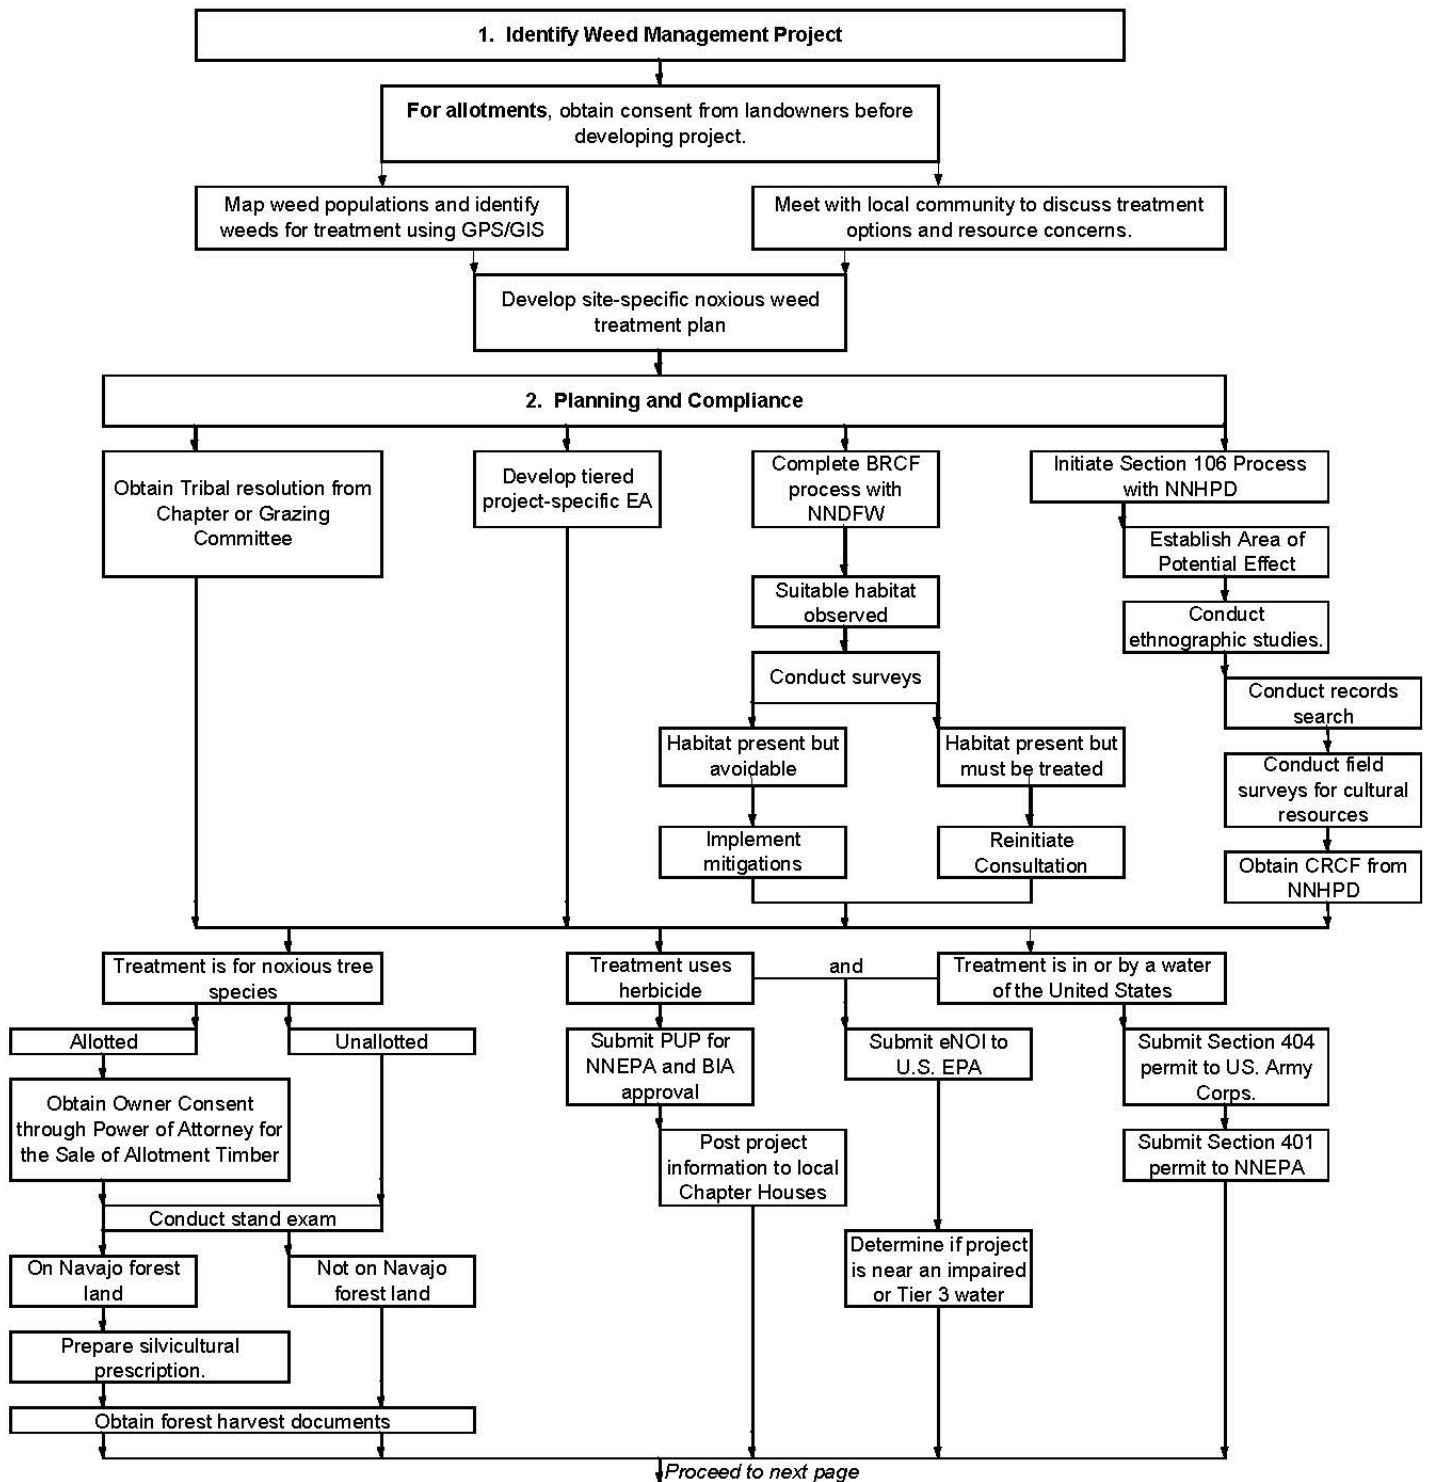 1. Identify Weed Management Project
For allotments, obtain consent from landowners before
developing project.
Map weed populations and identify
weeds for treatment using GPS/GIS
Meet with local community to discuss treatment
options and resource concerns.
Develop site-specific noxious weed
treatment plan
2. Planning and Compliance
Obtain Tribal resolution from
Chapter or Grazing
Committee
Develop tiered
project-specific EA
Complete BRCF
process with
NNDFW
Initiate Section 106 Process
with NNHPD
Establish Area of
Potential Effect
Suitable habitat
observed
Conduct
ethnographic studies.
Conduct surveys
Conduct records
search
Habitat present but
avoidable
Habitat present but
must be treated
Conduct field
surveys for cultural
resources
Implement
mitigations
Reinitiate
Consultation
Obtain CRCF from
NNHPD
Treatment is for noxious tree
species
Treatment uses
herbicide
and
Treatment is in or by a water
of the United States
Allotted
Unallotted
Submit PUP for
NNEPA and BIA
approval
Submit eNOI to
U.S. EPA
Submit Section 404
permit to US. Army
Corps.
Obtain Owner Consent
through Power of Attorney for
the Sale of Allotment Timber
Post project
information to local
Chapter Houses
Submit Section 401
permit to NNEPA
Conduct stand exam
Determine if project
is near an impaired
or Tier 3 water
On Navajo forest
land
Not on Navajo
forest land
Prepare silvicultural
prescription.
Obtain forest harvest documents
Proceed to next page